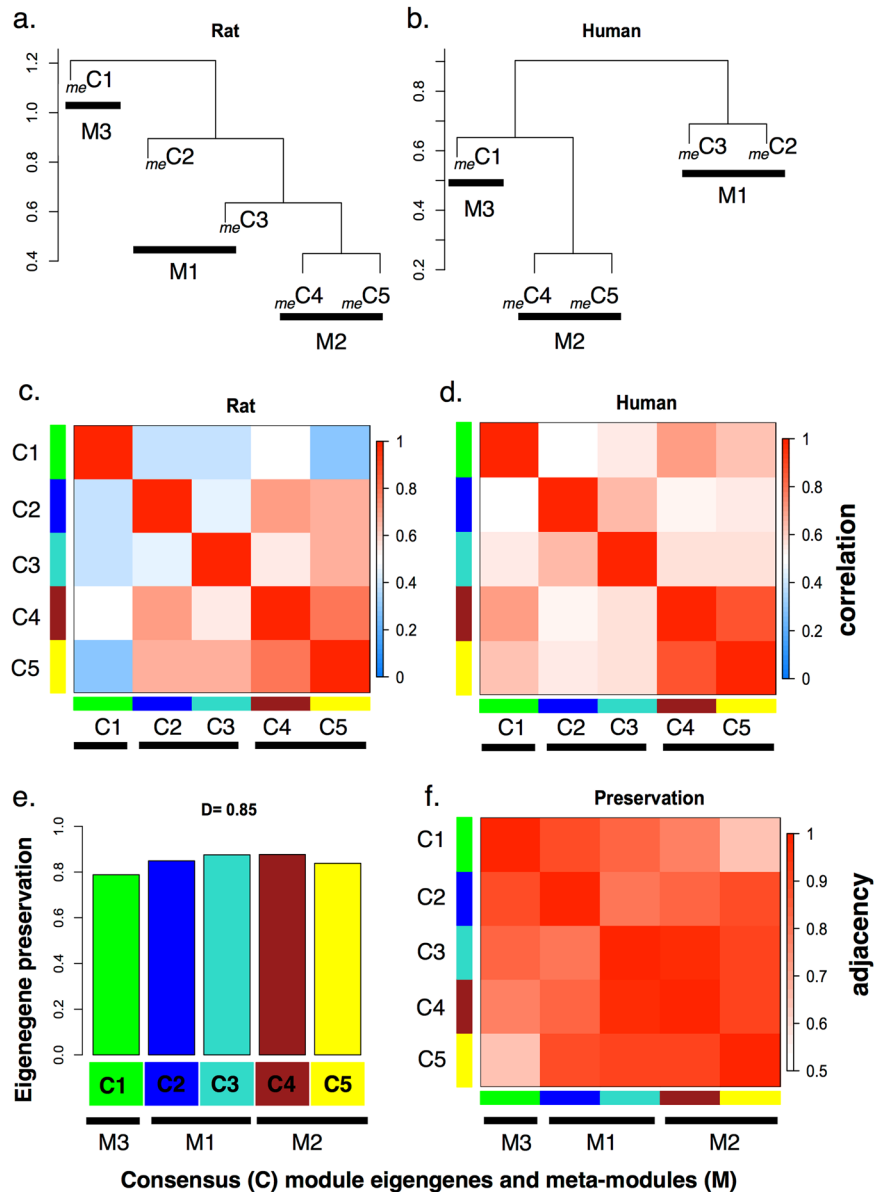 a.
Rat
1.2
1.0
0.8
0.6
0.4
meC1
M3
meC2
meC3
M1
meC4 meC5
M2
b.
Human
0.8
0.6
0.4
0.2
meC1
M3
meC3 meC2
M1
meC4 meC5
M2
c.
Rat
C1
C2
C3
C4
C5
1
0.8
0.6
0.4
0.2
0
C1 C2 C3 C4 C5
d.
Human
1
0.8
0.6
0.4
0.2
0
correlation
C1 C2 C3 C4 C5
e.
D= 0.85
Eigenegene preservation
1.0
0.8
0.6
0.4
0.2
0.0
C1 C2 C3 C4 C5
M3 M1 M2
f.
Preservation
C1
C2
C3
C4
C5
1
0.9
0.8
0.7
0.6
0.5
adjacency
M3 M1 M2
Consensus (C) module eigengenes and meta-modules (M)